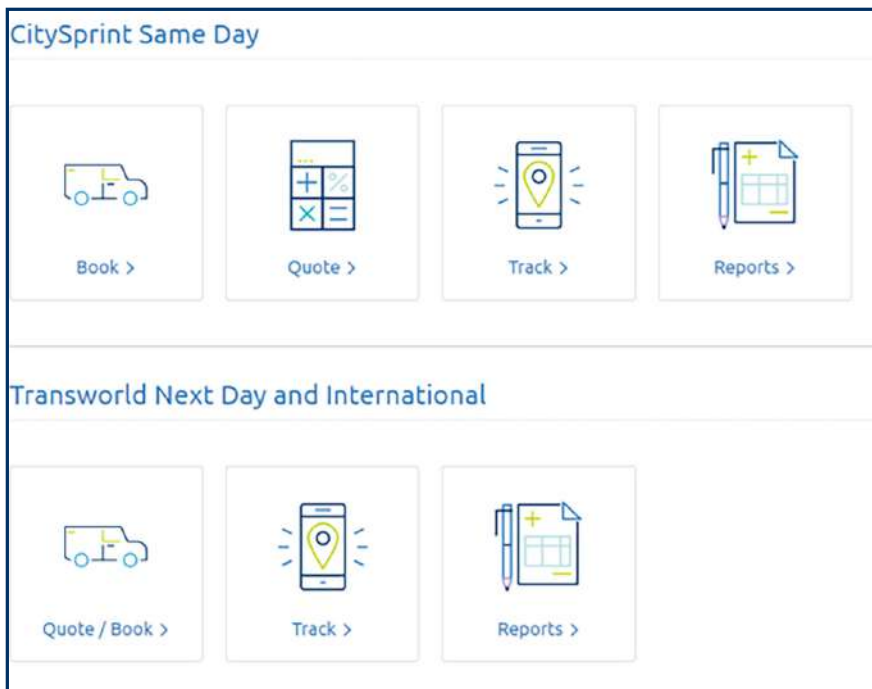 CitySprint Same Day
Book >
Quote >
Track >
Reports >
Transworld Next Day and International
Quote / Book >
Track >
Reports >